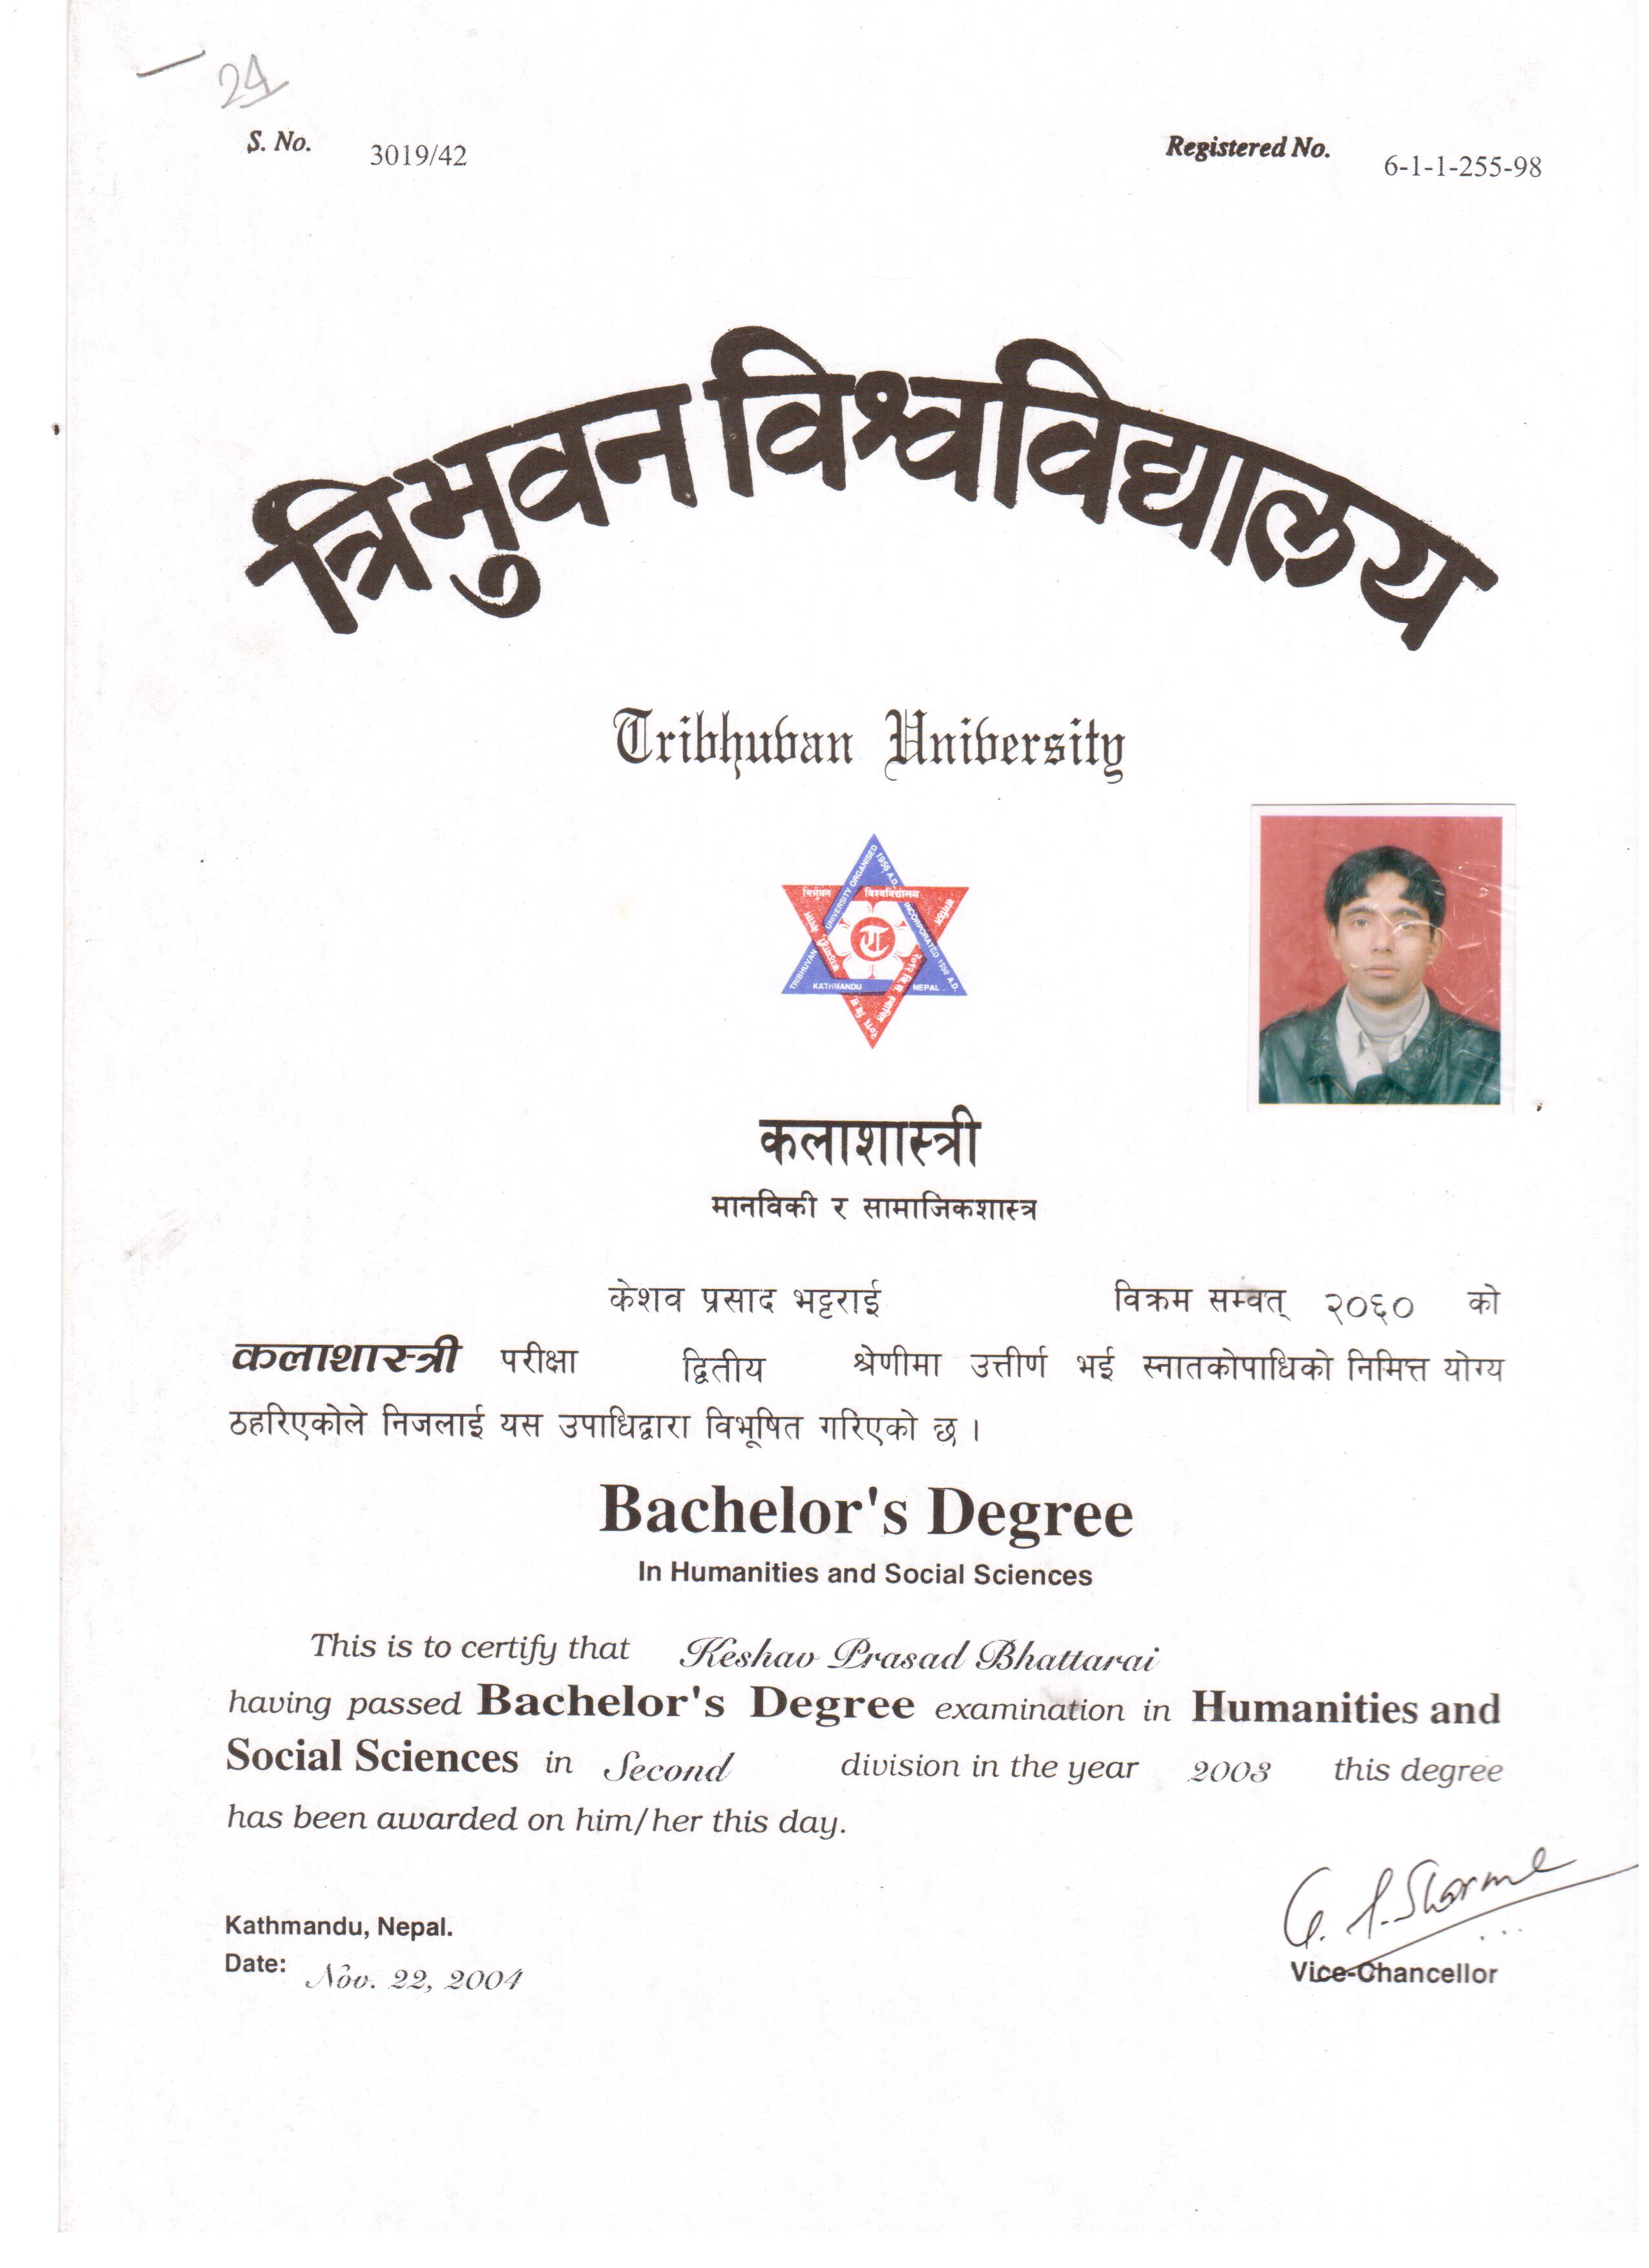 24
S. No. 3019/42
Registered No. 6-1-1-255-98
त्रिभुवन विश्वविद्यालय
Tribhuvan University
त्रिभुवन विश्वविद्यालय
TRIBHUVAN UNIVERSITY ORGANISED 1956 A.D.
INCORPORATED 1959 A.D.
KATHMANDU NEPAL
कलाशास्त्री
मानविकी र सामाजिकशास्त्र
केशव प्रसाद भट्टराई विक्रम सम्वत् २०६० को
कलाशास्त्री परीक्षा द्वितीय श्रेणीमा उत्तीर्ण भई स्नातकोपाधिको निमित्त योग्य
ठहरिएकोले निजलाई यस उपाधिद्वारा विभूषित गरिएको छ ।
Bachelor's Degree
In Humanities and Social Sciences
This is to certify that Keshav Prasad Bhattarai
having passed Bachelor's Degree examination in Humanities and
Social Sciences in Second division in the year 2003 this degree
has been awarded on him/her this day.
G. P. Sharma
Kathmandu, Nepal.
Date: Nov. 22, 2004
Vice-Chancellor